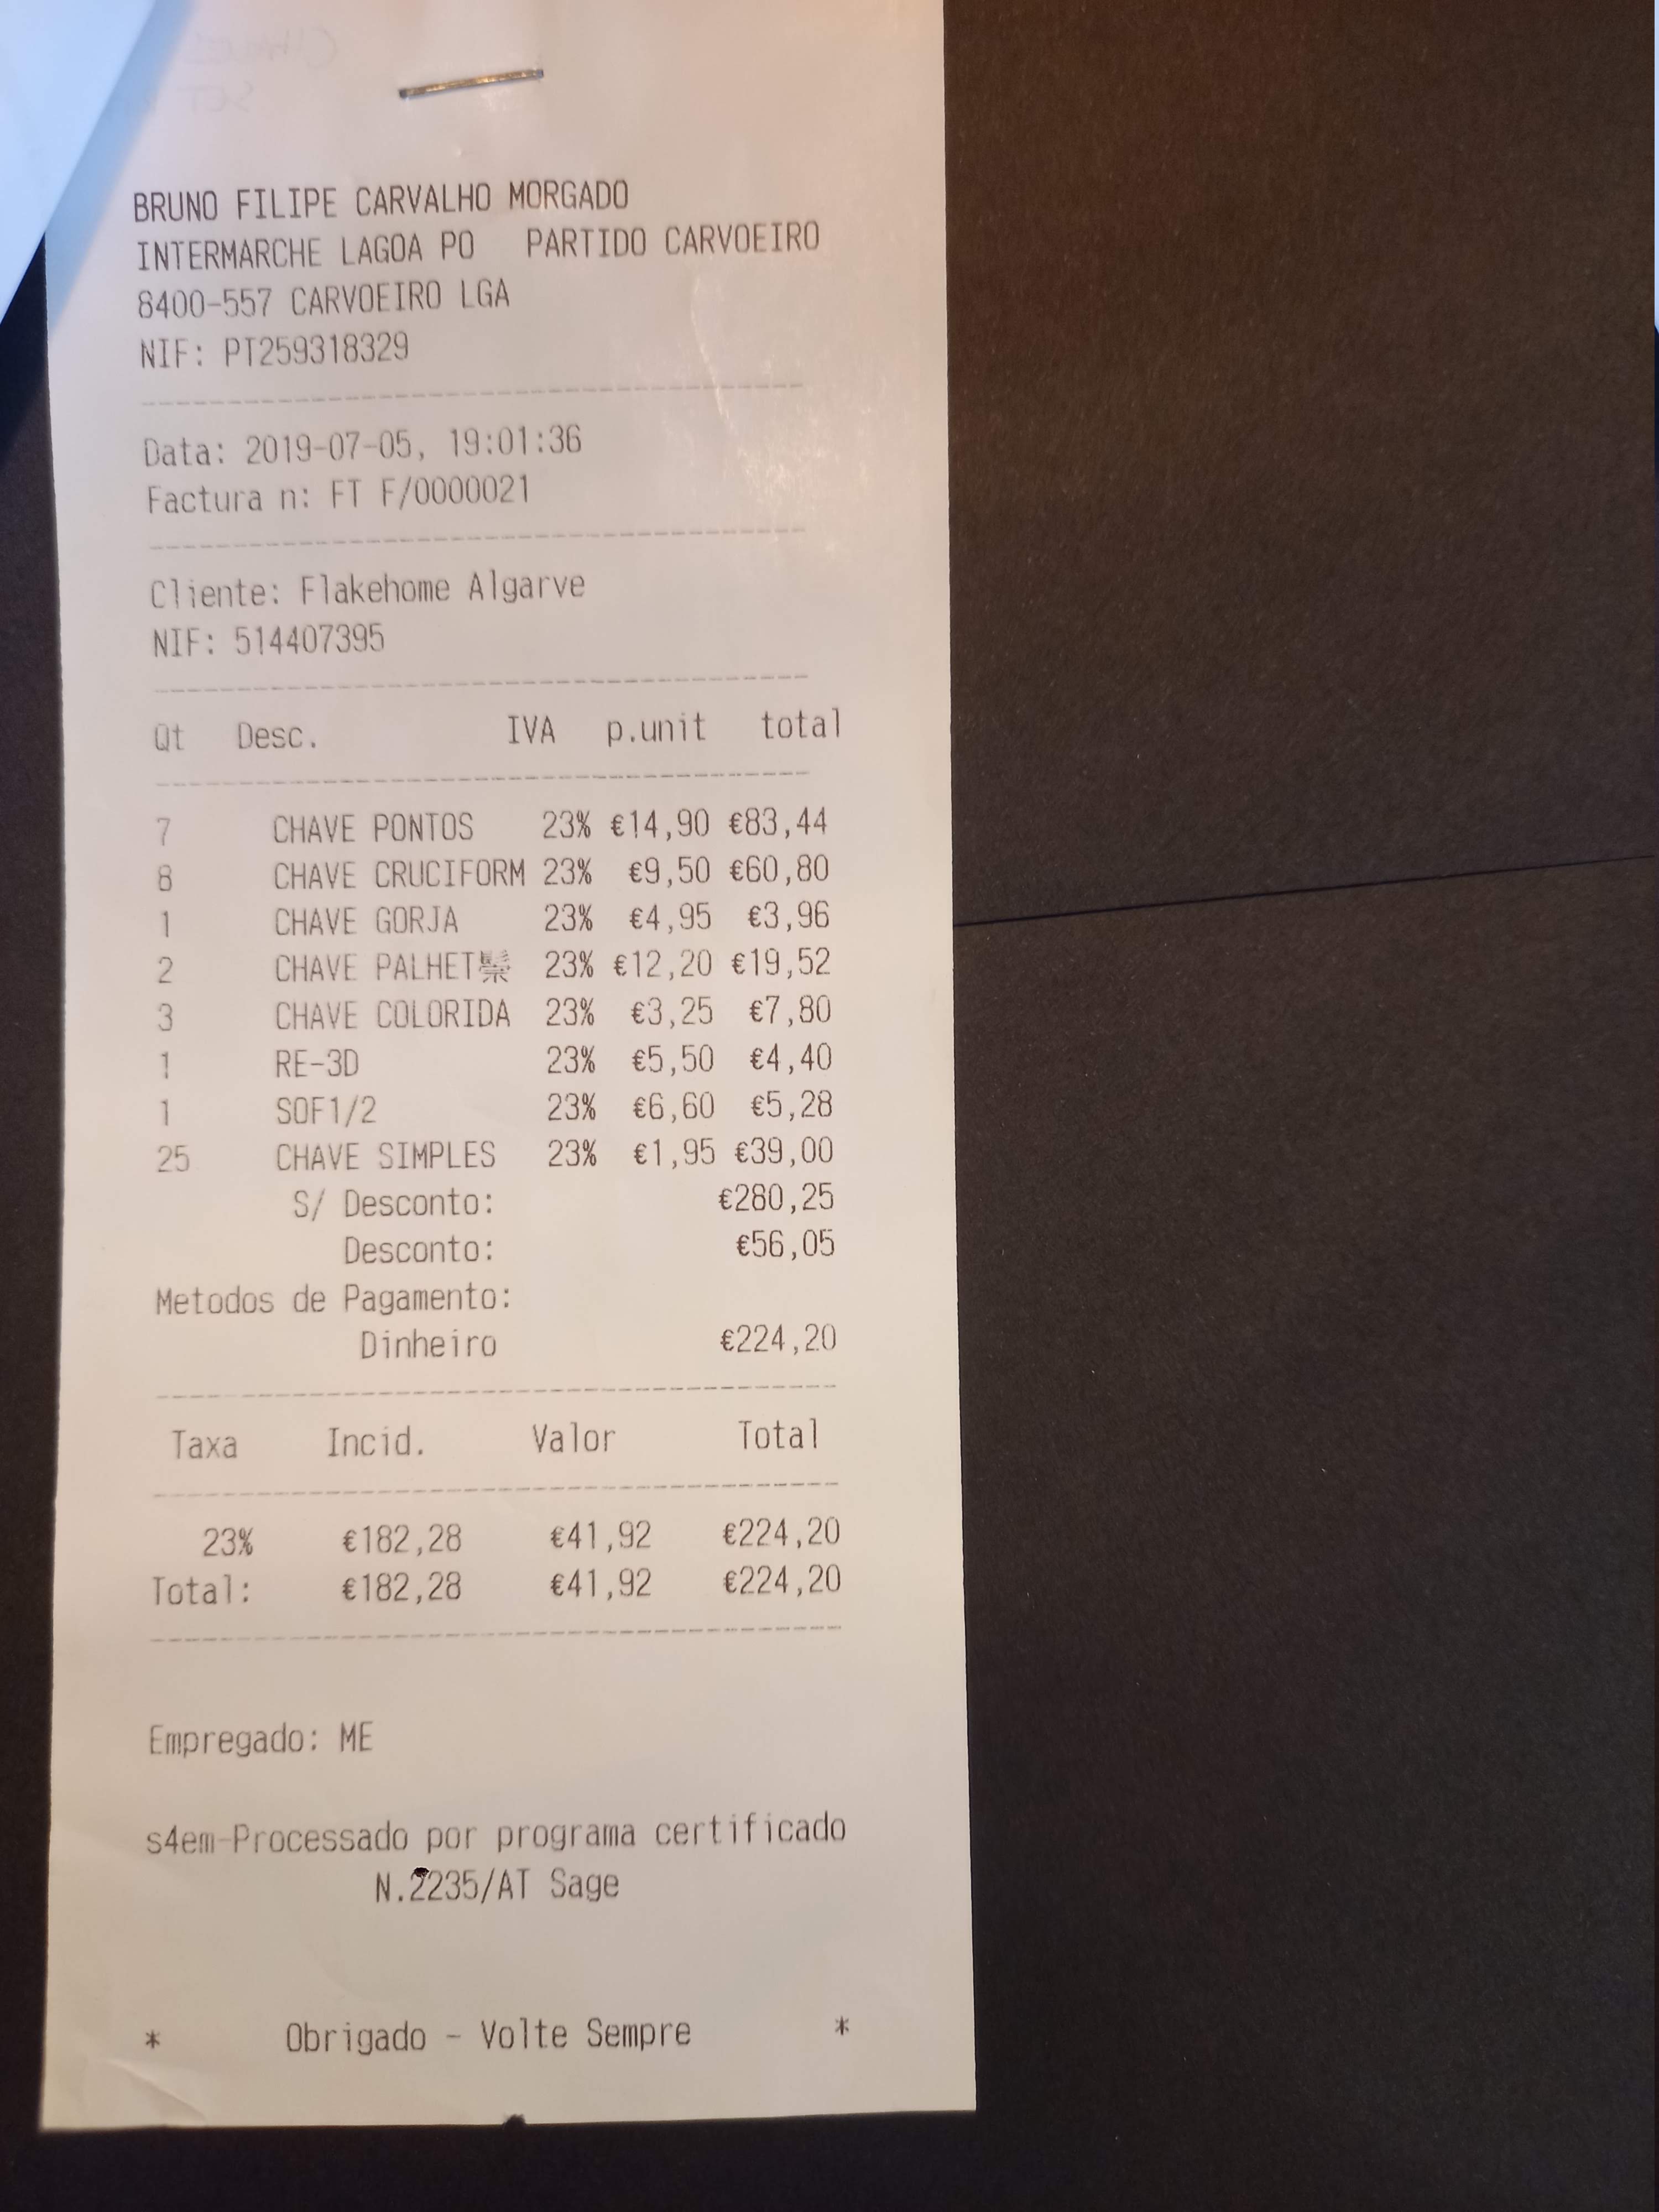 BRUNO FILIPE CARVALHO MORGADO
INTERMARCHE LAGOA PO   PARTIDO CARVOEIRO
8400-557 CARVOEIRO LGA
NIF: PT259318329
Data: 2019-07-05, 19:01:36
Factura n: FT F/0000021
Cliente: Flakehome Algarve
NIF: 514407395
Qt Desc. IVA p.unit total
7 CHAVE PONTOS 23% €14,90 €83,44
8 CHAVE CRUCIFORM 23% €9,50 €60,80
1 CHAVE GORJA 23% €4,95 €3,96
2 CHAVE PALHET 23% €12,20 €19,52
3 CHAVE COLORIDA 23% €3,25 €7,80
1 RE-3D 23% €5,50 €4,40
1 SOF1/2 23% €6,60 €5,28
25 CHAVE SIMPLES 23% €1,95 €39,00
S/ Desconto: €280,25
Desconto: €56,05
Metodos de Pagamento:
Dinheiro €224,20
Taxa Incid. Valor Total
23% €182,28 €41,92 €224,20
Total: €182,28 €41,92 €224,20
Empregado: ME
s4em-Processado por programa certificado
N.2235/AT Sage
* Obrigado - Volte Sempre *